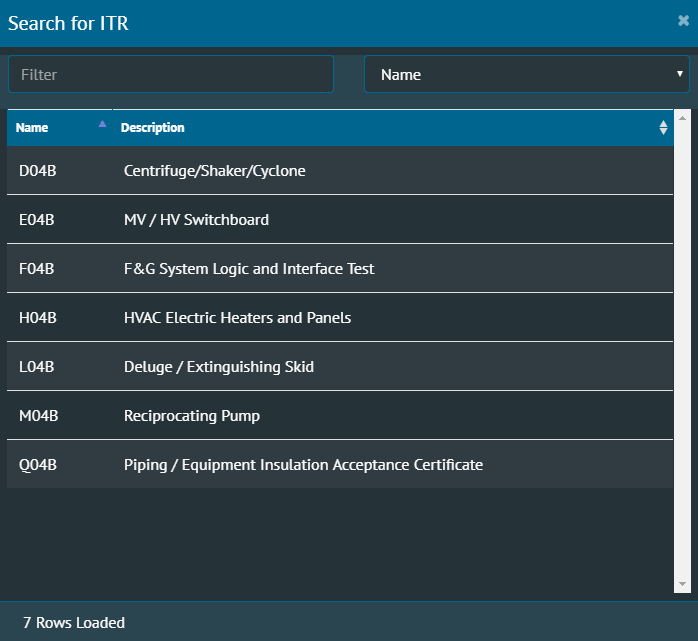 Search for ITR
Filter
Name
Name Description
D04B Centrifuge/Shaker/Cyclone
E04B MV / HV Switchboard
F04B F&G System Logic and Interface Test
H04B HVAC Electric Heaters and Panels
L04B Deluge / Extinguishing Skid
M04B Reciprocating Pump
Q04B Piping / Equipment Insulation Acceptance Certificate
7 Rows Loaded